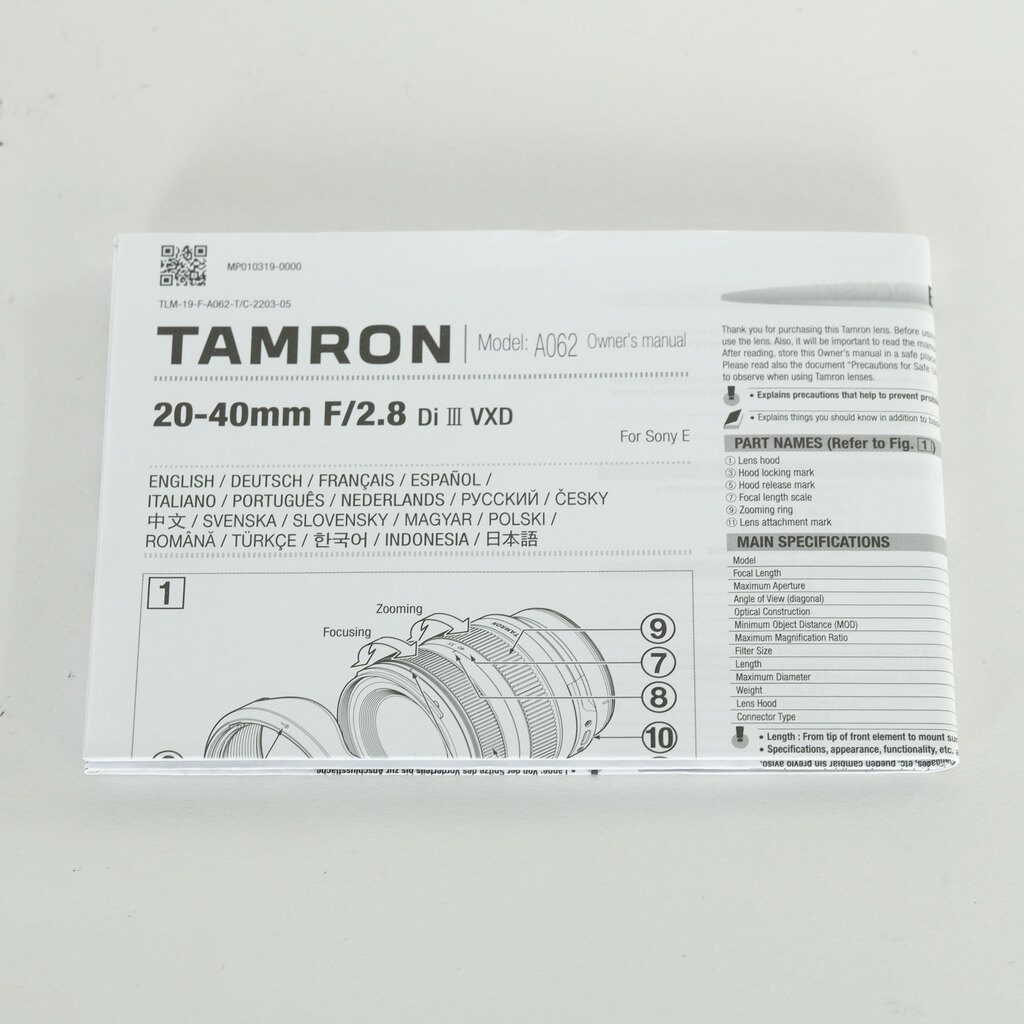 MP010319-0000
TLM-19-F-A062-T/C-2203-05
TAMRON Model: A062 Owner's manual
20-40mm F/2.8 Di III VXD
For Sony E
ENGLISH / DEUTSCH / FRANÇAIS / ESPAÑOL /
ITALIANO / PORTUGUÊS / NEDERLANDS / РУССКИЙ / ČESKY
中文 / SVENSKA / SLOVENSKY / MAGYAR / POLSKI /
ROMÂNĂ / TÜRKÇE / 한국어 / INDONESIA / 日本語
1
Zooming
Focusing
TAMRON
9
7
8
10
Thank you for purchasing this Tamron lens. Before
use the lens. Also, it will be important to read the
After reading, store this Owner's manual in a safe
Please read also the document "Precautions for Safe
to observe when using Tamron lenses.
• Explains precautions that help to prevent
• Explains things you should know in addition to
PART NAMES (Refer to Fig. 1)
① Lens hood
③ Hood locking mark
⑤ Hood release mark
⑦ Focal length scale
⑨ Zooming ring
⑪ Lens attachment mark
MAIN SPECIFICATIONS
Model
Focal Length
Maximum Aperture
Angle of View (diagonal)
Optical Construction
Minimum Object Distance (MOD)
Maximum Magnification Ratio
Filter Size
Length
Maximum Diameter
Weight
Lens Hood
Connector Type
• Length : From tip of front element to mount
• Specifications, appearance, functionality, etc.